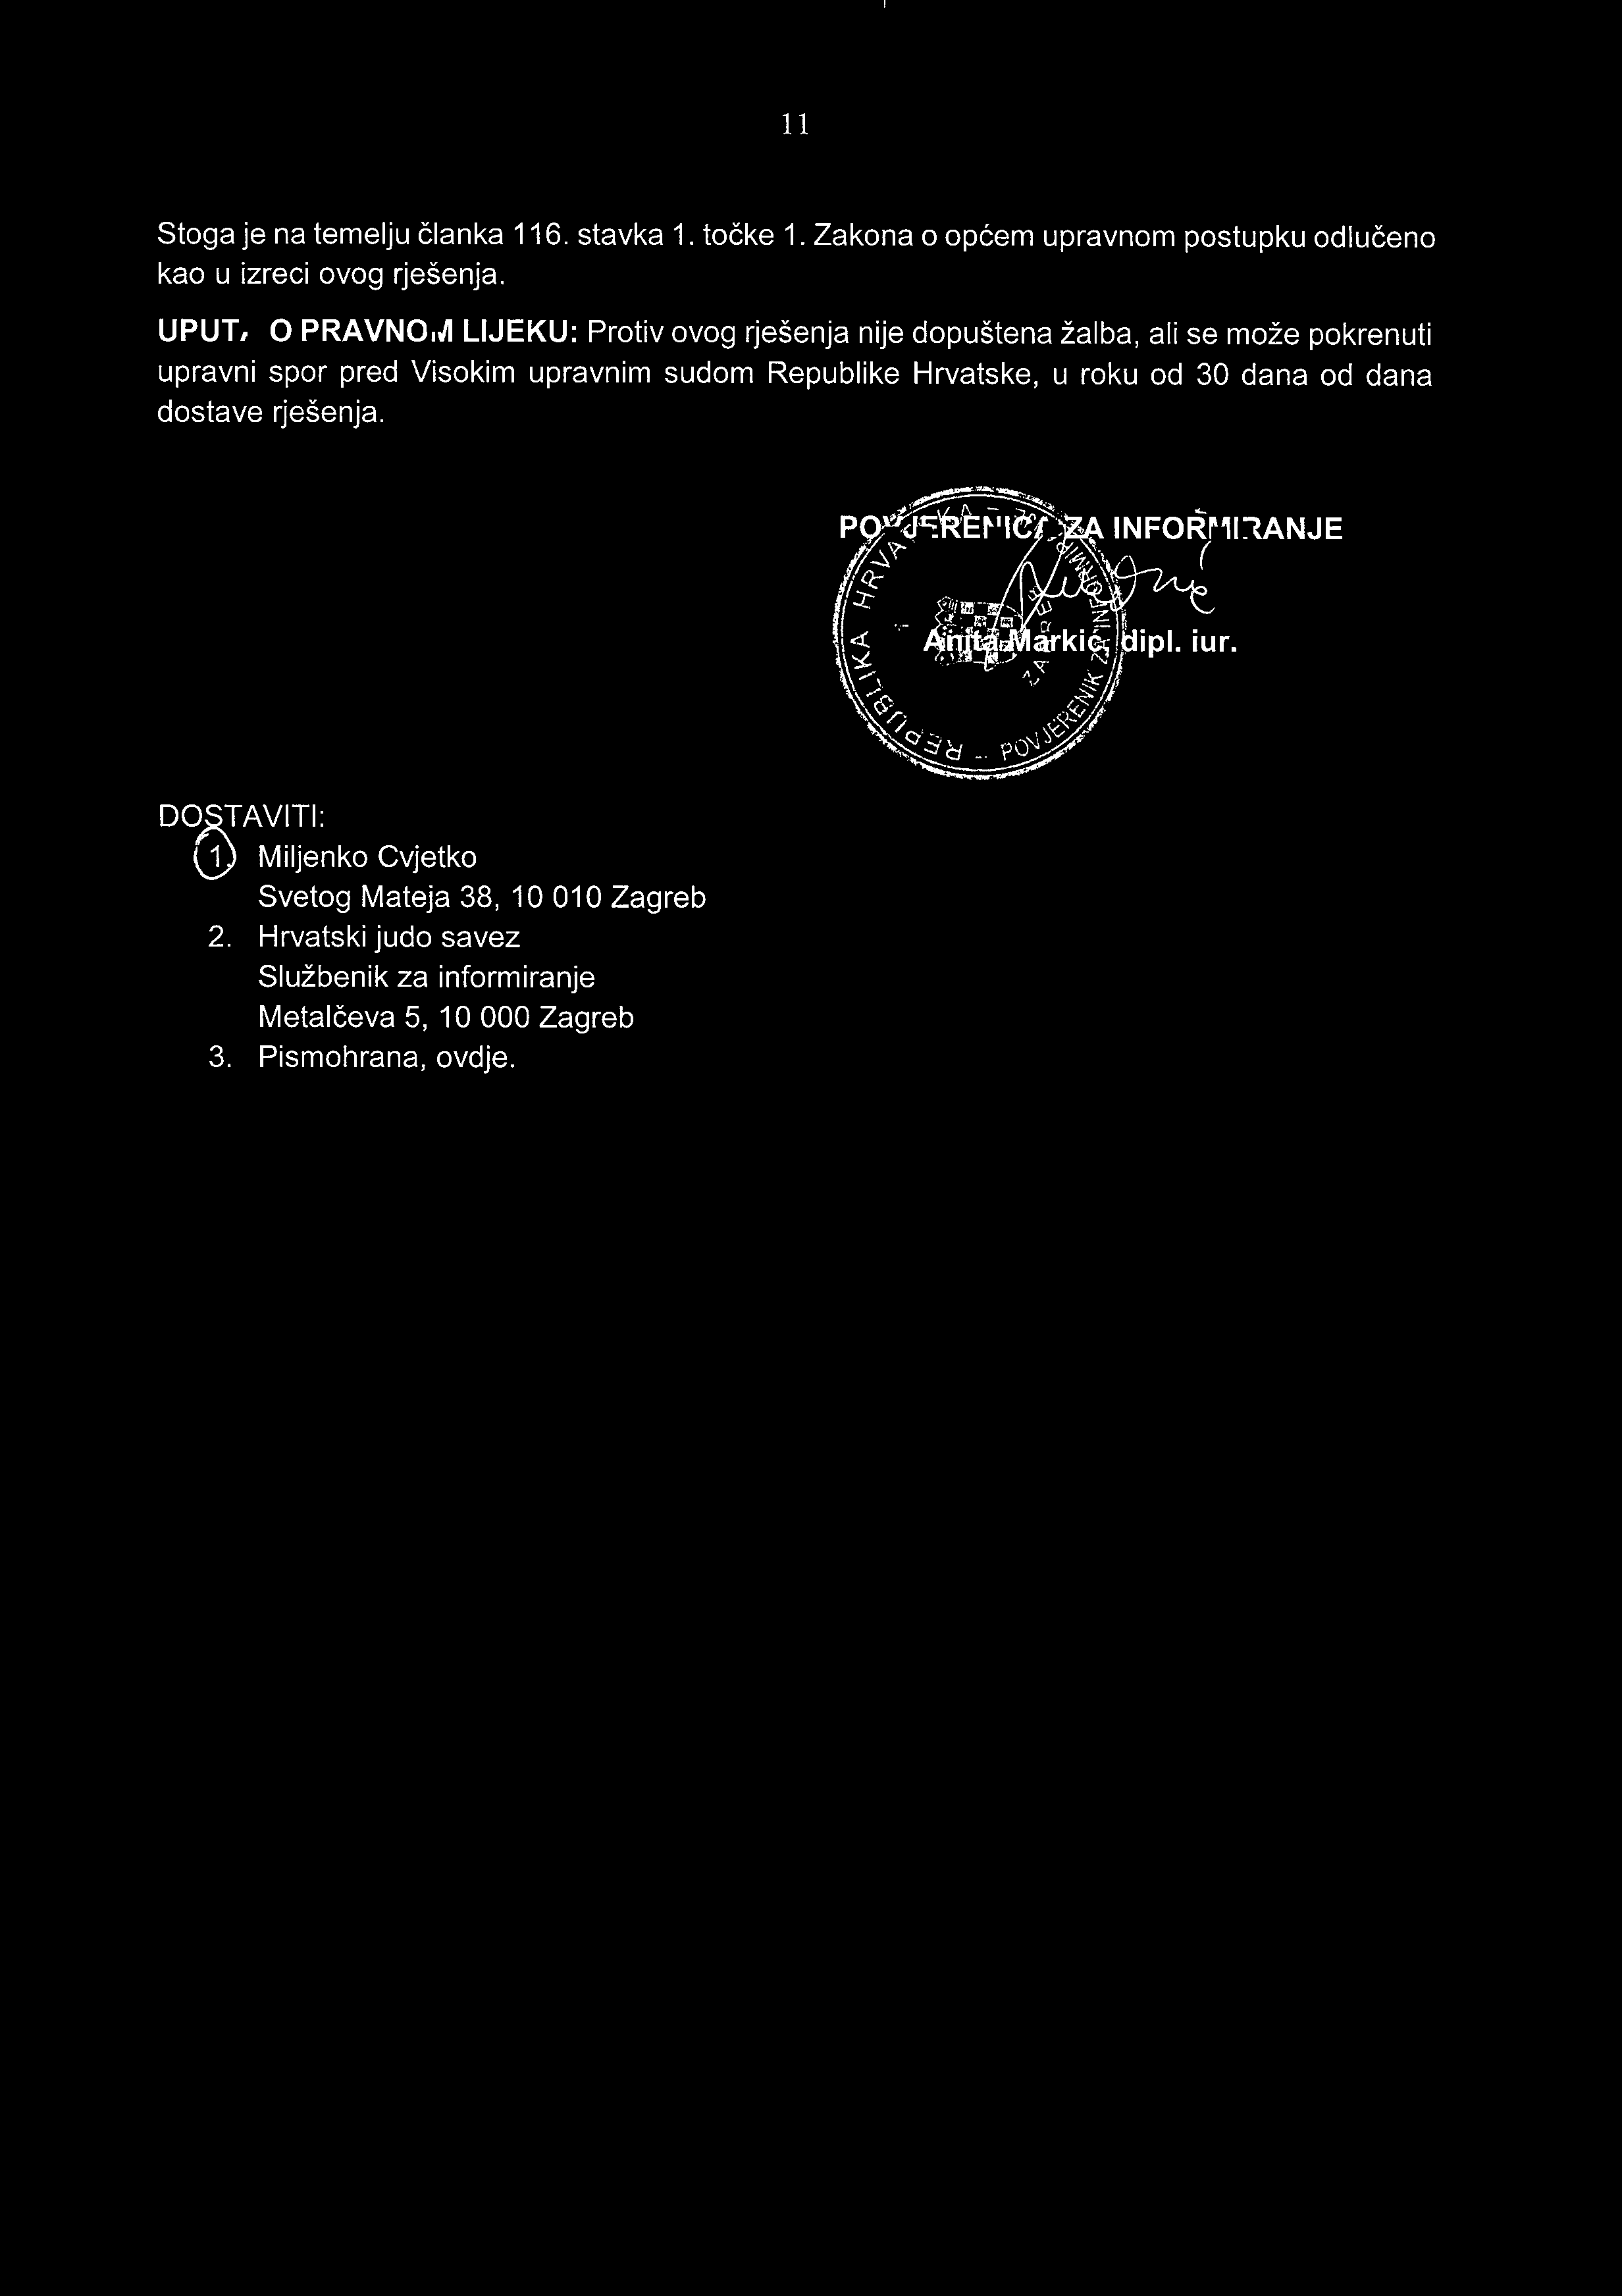 11
Stoga je na temelju članka 116. stavka 1. točke 1. Zakona o općem upravnom postupku odlučeno
kao u izreci ovog rješenja.
UPUTA O PRAVNOM LIJEKU: Protiv ovog rješenja nije dopuštena žalba, ali se može pokrenuti
upravni spor pred Visokim upravnim sudom Republike Hrvatske, u roku od 30 dana od dana
dostave rješenja.
POVJERENICA ZA INFORMIRANJE
REPUBLIKA HRVATSKA - POVJERENIK ZA INFORMIRANJE
ZAGREB
Anita Markić, dipl. iur.
DOSTAVITI:
1. Miljenko Cvjetko
Svetog Mateja 38, 10 010 Zagreb
2. Hrvatski judo savez
Službenik za informiranje
Metalčeva 5, 10 000 Zagreb
3. Pismohrana, ovdje.